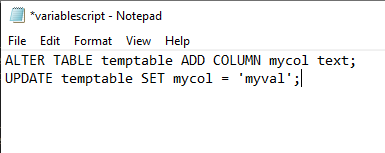 *variablescript - Notepad
File Edit Format View Help
ALTER TABLE temptable ADD COLUMN mycol text;
UPDATE temptable SET mycol = 'myval';